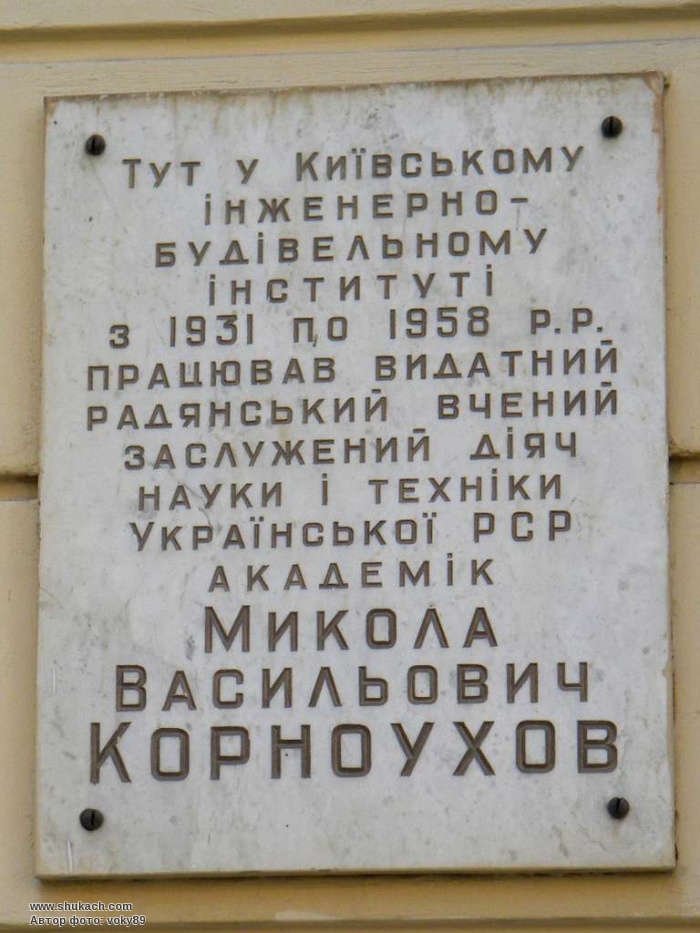 Тут у Київському
інженерно-
будівельному
інституті
з 1931 по 1958 р.р.
працював видатний
радянський вчений
заслужений діяч
науки і техніки
Української РСР
академік
Микола
Васильович
Корноухов
www.shukach.com
Автор фото: voky89